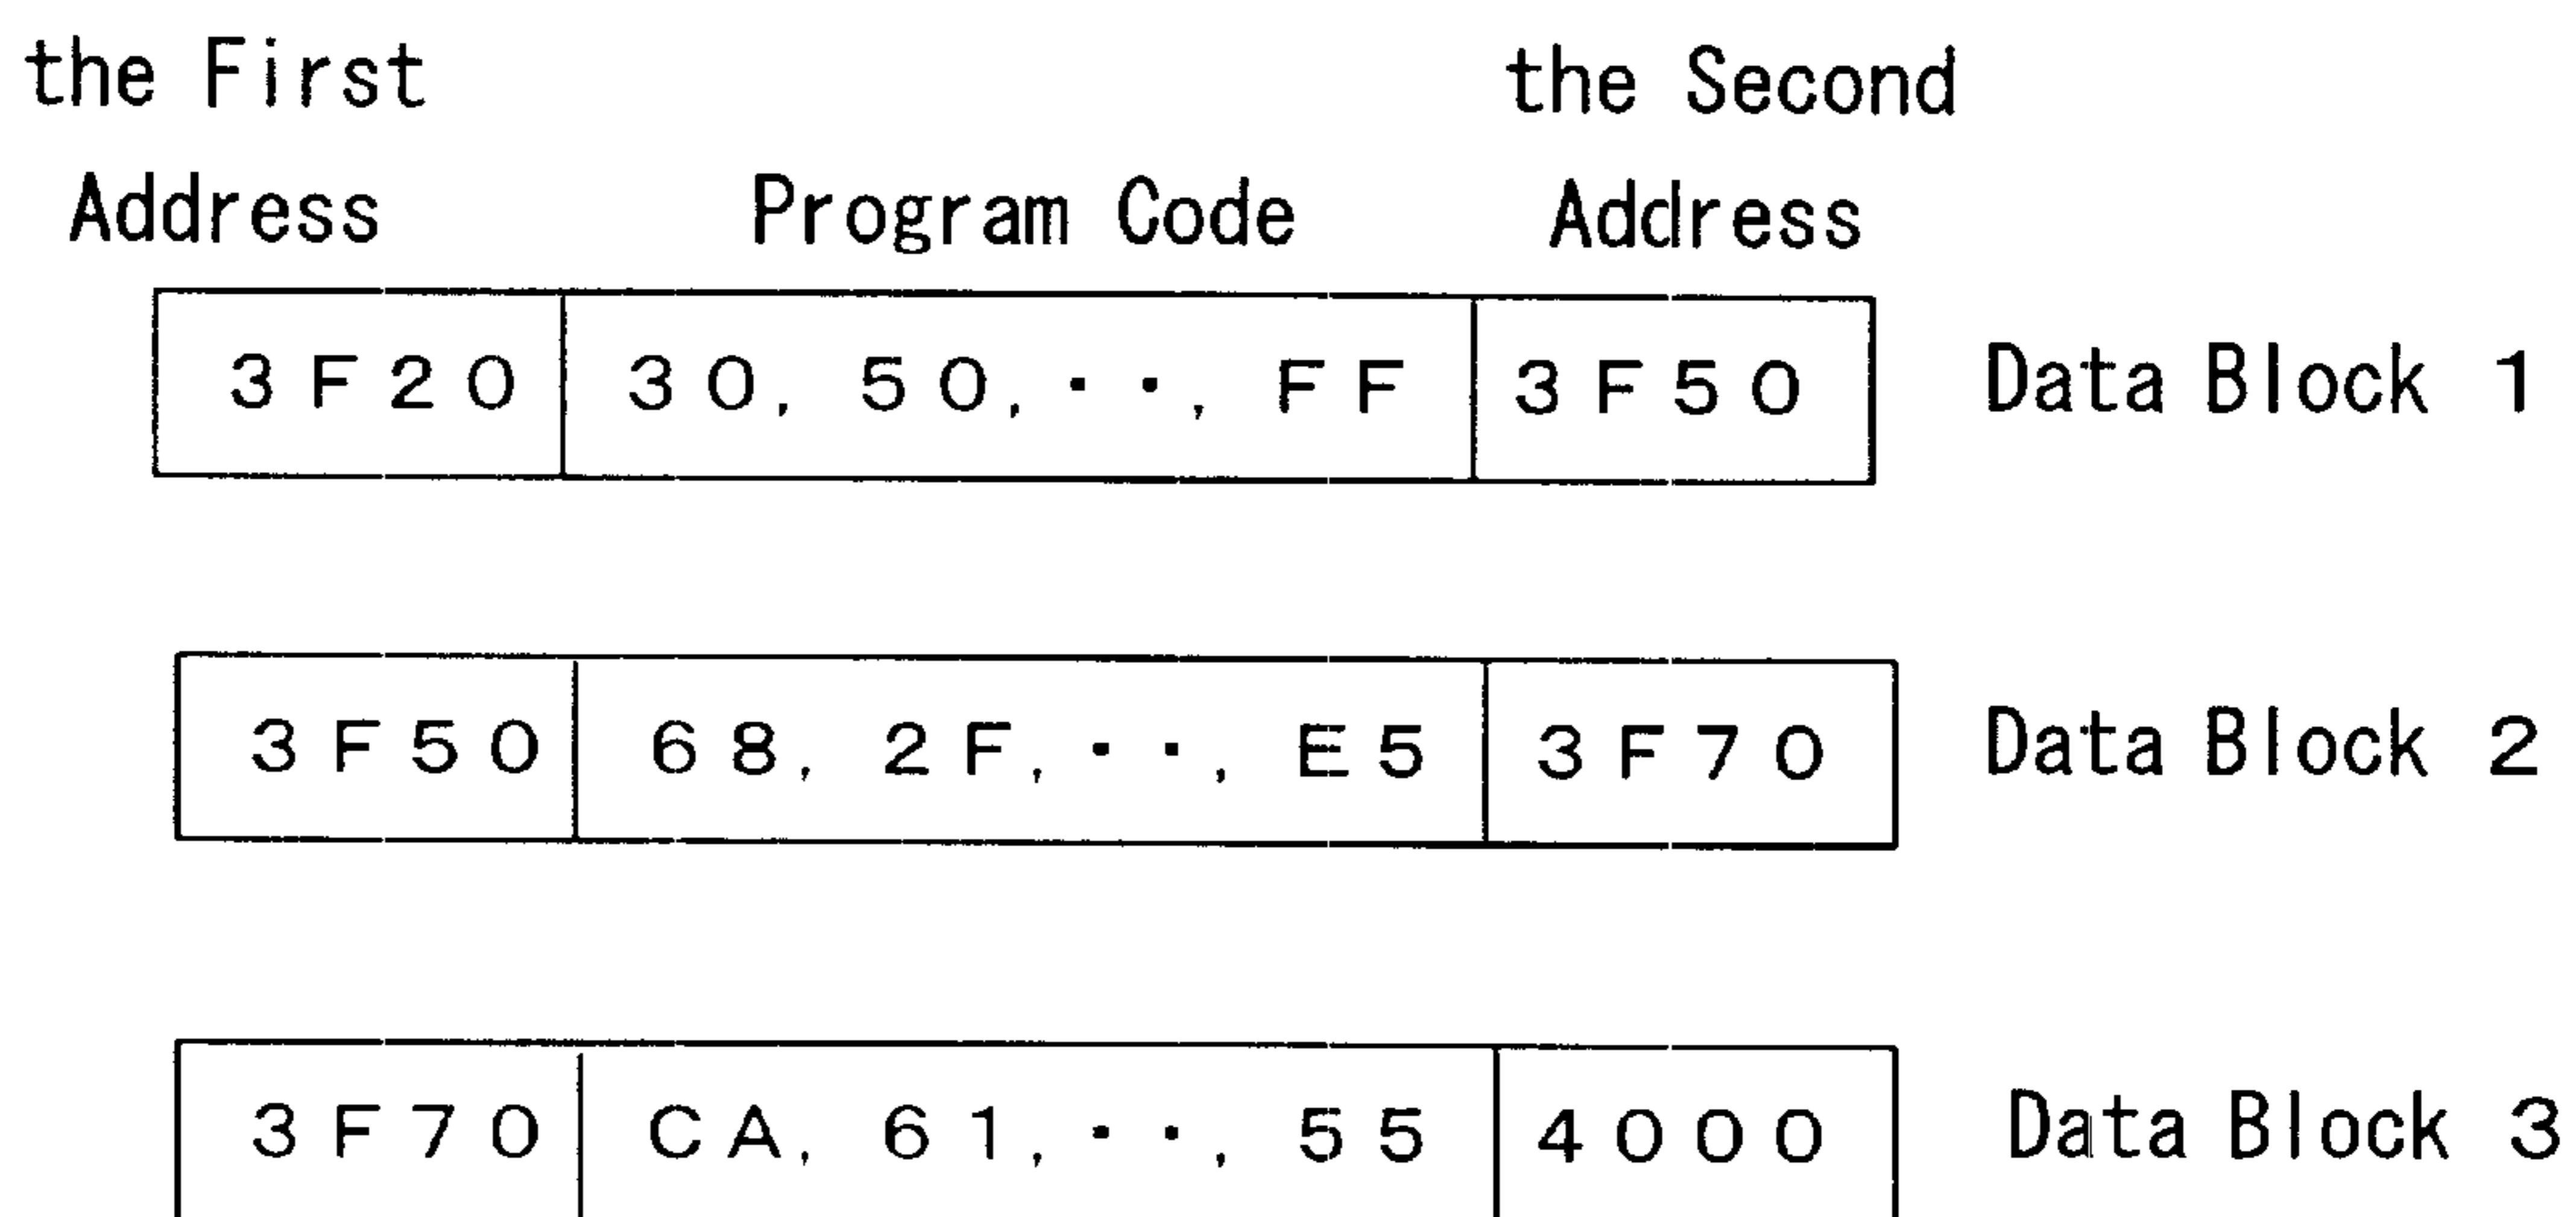 the First the Second
Address Program Code Address
3F20 30, 50, ・・, FF 3F50 Data Block 1
3F50 68, 2F, ・・, E5 3F70 Data Block 2
3F70 CA, 61, ・・, 55 4000 Data Block 3